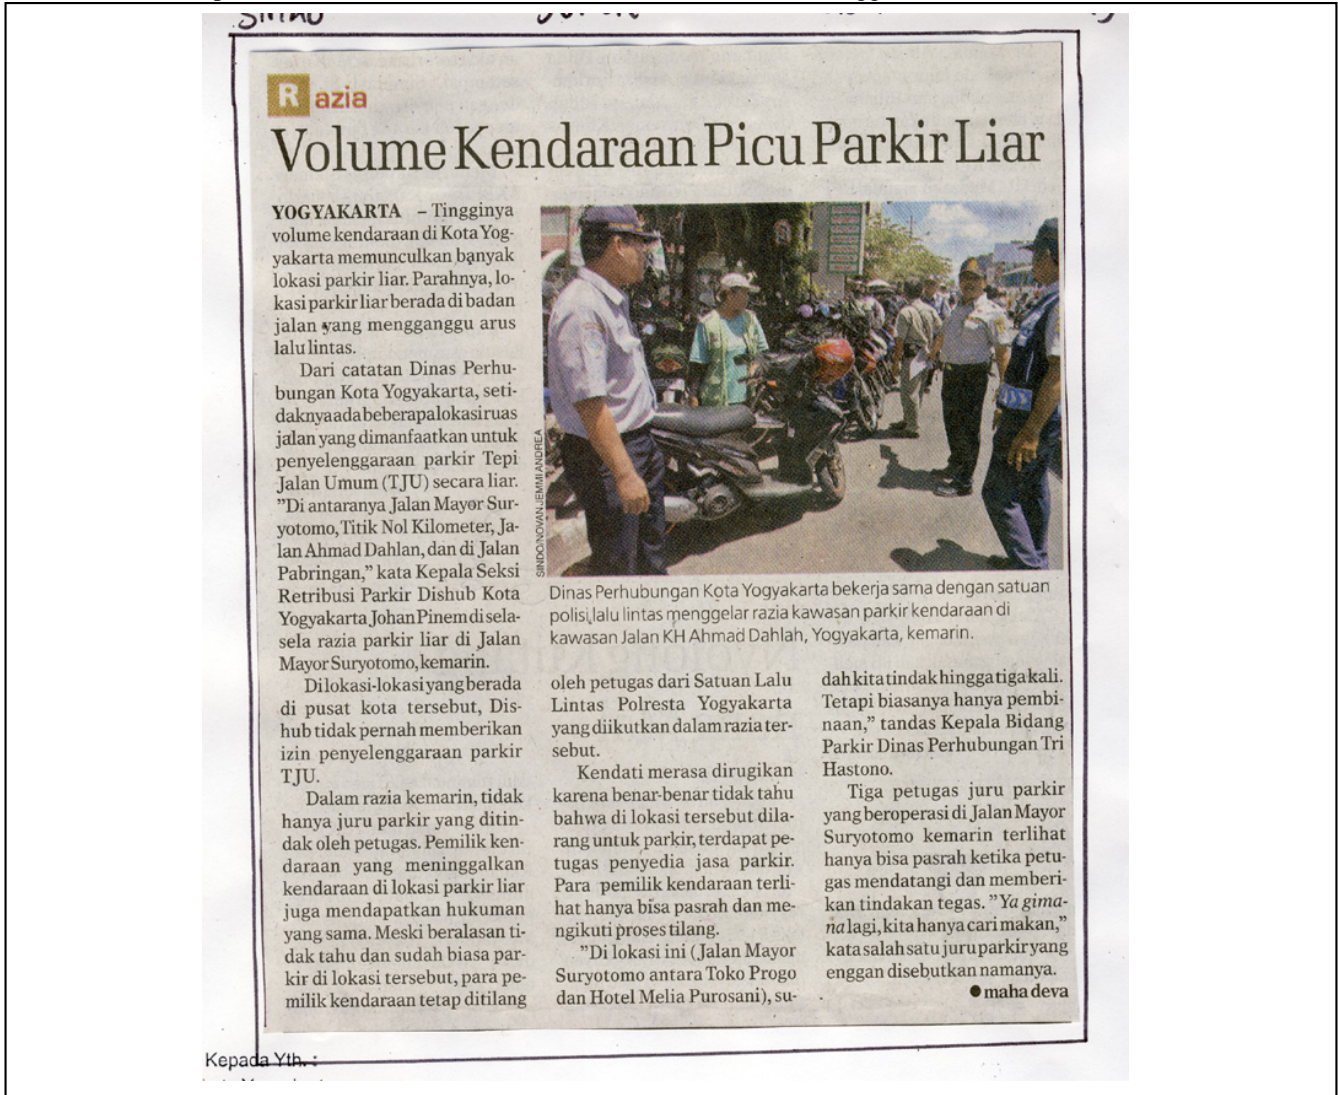 SINDO
R azia
Volume Kendaraan Picu Parkir Liar
YOGYAKARTA – Tingginya
volume kendaraan di Kota Yog-
yakarta memunculkan banyak
lokasi parkir liar. Parahnya, lo-
kasi parkir liar berada di badan
jalan yang mengganggu arus
lalu lintas.
Dari catatan Dinas Perhu-
bungan Kota Yogyakarta, seti-
daknya ada beberapa lokasi ruas
jalan yang dimanfaatkan untuk
penyelenggaraan parkir Tepi
Jalan Umum (TJU) secara liar.
"Di antaranya Jalan Mayor Sur-
yotomo, Titik Nol Kilometer, Ja-
lan Ahmad Dahlan, dan di Jalan
Pabringan," kata Kepala Seksi
Retribusi Parkir Dishub Kota
Yogyakarta Johan Pinem di sela-
sela razia parkir liar di Jalan
Mayor Suryotomo, kemarin.
Di lokasi-lokasi yang berada
di pusat kota tersebut, Dis-
hub tidak pernah memberikan
izin penyelenggaraan parkir
TJU.
Dalam razia kemarin, tidak
hanya juru parkir yang ditin-
dak oleh petugas. Pemilik ken-
daraan yang meninggalkan
kendaraan di lokasi parkir liar
juga mendapatkan hukuman
yang sama. Meski beralasan ti-
dak tahu dan sudah biasa par-
kir di lokasi tersebut, para pe-
milik kendaraan tetap ditilang
SINDO/NOVAN JEMMI ANDREA
Dinas Perhubungan Kota Yogyakarta bekerja sama dengan satuan
polisi lalu lintas menggelar razia kawasan parkir kendaraan di
kawasan Jalan KH Ahmad Dahlah, Yogyakarta, kemarin.
oleh petugas dari Satuan Lalu
Lintas Polresta Yogyakarta
yang diikutkan dalam razia ter-
sebut.
Kendati merasa dirugikan
karena benar-benar tidak tahu
bahwa di lokasi tersebut dila-
rang untuk parkir, terdapat pe-
tugas penyedia jasa parkir.
Para pemilik kendaraan terli-
hat hanya bisa pasrah dan me-
ngikuti proses tilang.
"Di lokasi ini (Jalan Mayor
Suryotomo antara Toko Progo
dan Hotel Melia Purosani), su-
dah kita tindak hingga tiga kali.
Tetapi biasanya hanya pembi-
naan," tandas Kepala Bidang
Parkir Dinas Perhubungan Tri
Hastono.
Tiga petugas juru parkir
yang beroperasi di Jalan Mayor
Suryotomo kemarin terlihat
hanya bisa pasrah ketika petu-
gas mendatangi dan memberi-
kan tindakan tegas. "Ya gima-
na lagi, kita hanya cari makan,"
kata salah satu juru parkir yang
enggan disebutkan namanya.
● maha deva
Kepada Yth. :